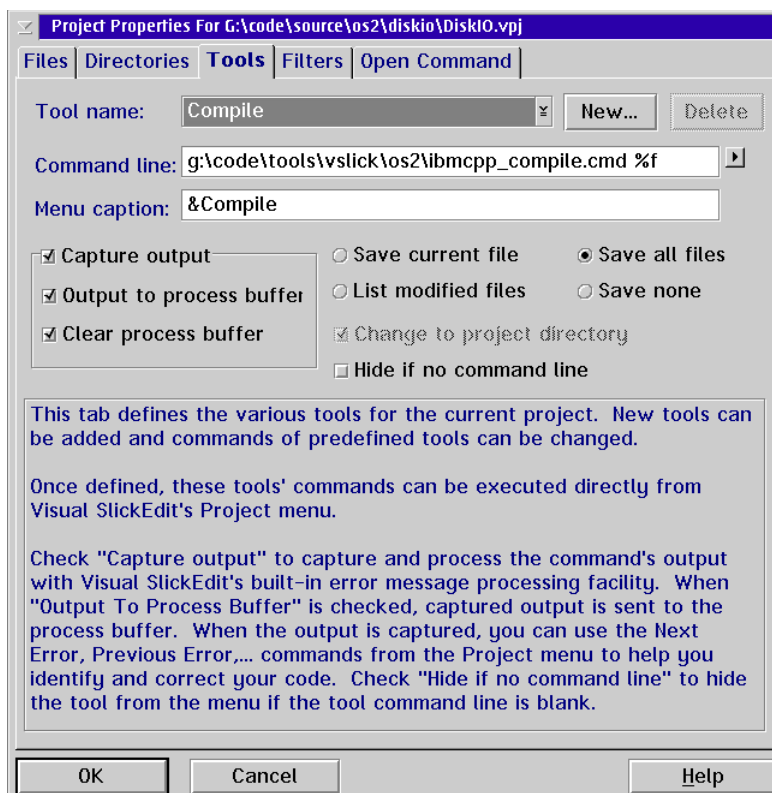 Project Properties For G:\code\source\os2\diskio\DiskIO.vpj
Files Directories Tools Filters Open Command
Tool name: Compile New... Delete
Command line: g:\code\tools\vslick\os2\ibmcpp_compile.cmd %f
Menu caption: &Compile
Capture output Save current file Save all files
Output to process buffer List modified files Save none
Clear process buffer Change to project directory
Hide if no command line
This tab defines the various tools for the current project. New tools can
be added and commands of predefined tools can be changed.
Once defined, these tools' commands can be executed directly from
Visual SlickEdit's Project menu.
Check "Capture output" to capture and process the command's output
with Visual SlickEdit's built-in error message processing facility. When
"Output To Process Buffer" is checked, captured output is sent to the
process buffer. When the output is captured, you can use the Next
Error, Previous Error,... commands from the Project menu to help you
identify and correct your code. Check "Hide if no command line" to hide
the tool from the menu if the tool command line is blank.
OK Cancel Help